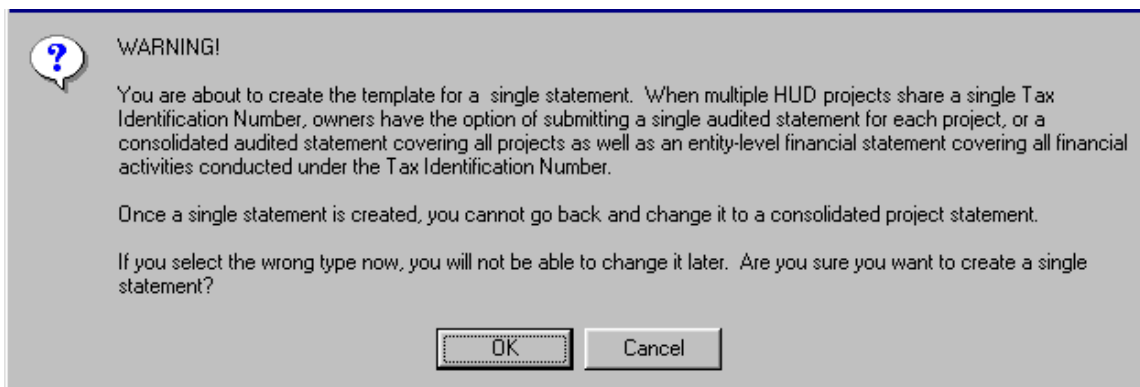 ?
WARNING!
You are about to create the template for a  single statement.  When multiple HUD projects share a single Tax
Identification Number, owners have the option of submitting a single audited statement for each project, or a
consolidated audited statement covering all projects as well as an entity-level financial statement covering all financial
activities conducted under the Tax Identification Number.
Once a single statement is created, you cannot go back and change it to a consolidated project statement.
If you select the wrong type now, you will not be able to change it later.  Are you sure you want to create a single
statement?
OK
Cancel